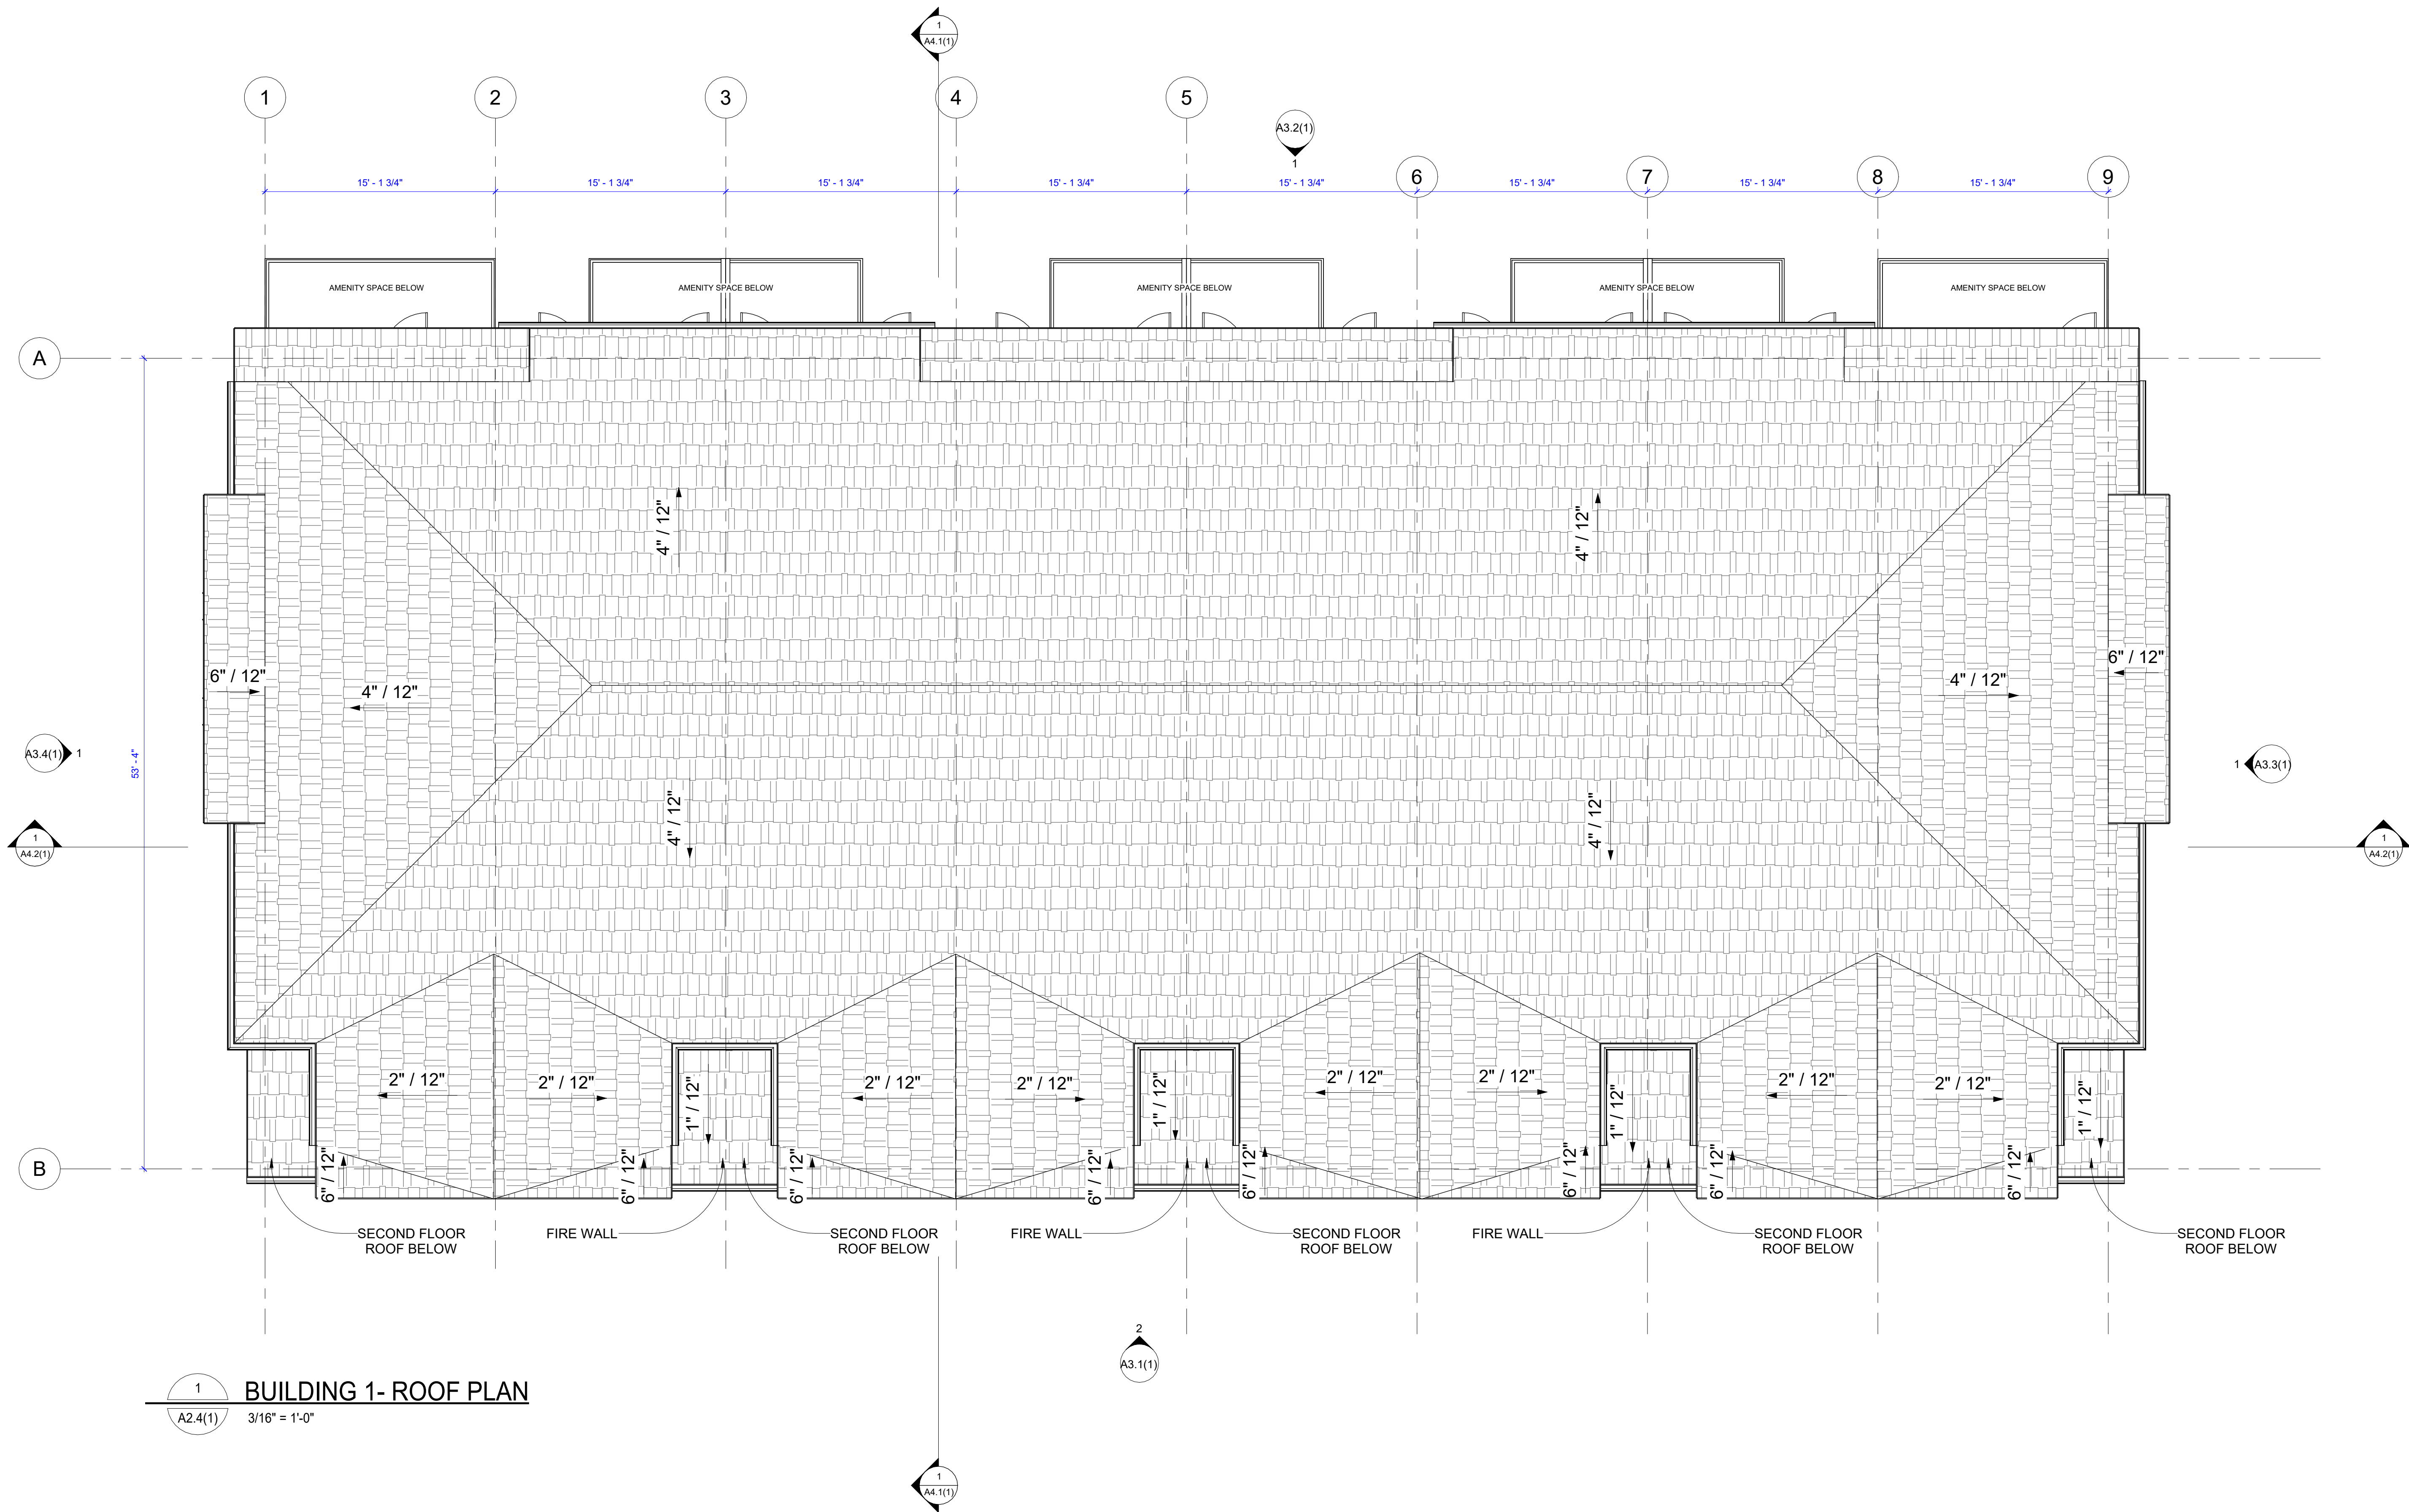 1
A4.1(1)
1
2
3
4
5
A3.2(1)
1
6
7
8
9
15' - 1 3/4"
15' - 1 3/4"
15' - 1 3/4"
15' - 1 3/4"
15' - 1 3/4"
15' - 1 3/4"
15' - 1 3/4"
15' - 1 3/4"
AMENITY SPACE BELOW
AMENITY SPACE BELOW
AMENITY SPACE BELOW
AMENITY SPACE BELOW
AMENITY SPACE BELOW
A
4" / 12"
4" / 12"
6" / 12"
4" / 12"
4" / 12"
6" / 12"
A3.4(1)
1
53' - 4"
1
A3.3(1)
4" / 12"
4" / 12"
1
A4.2(1)
1
A4.2(1)
2" / 12"
2" / 12"
1" / 12"
2" / 12"
2" / 12"
1" / 12"
2" / 12"
2" / 12"
1" / 12"
2" / 12"
2" / 12"
1" / 12"
B
6" / 12"
6" / 12"
6" / 12"
6" / 12"
6" / 12"
6" / 12"
6" / 12"
6" / 12"
SECOND FLOOR
ROOF BELOW
FIRE WALL
SECOND FLOOR
ROOF BELOW
FIRE WALL
SECOND FLOOR
ROOF BELOW
FIRE WALL
SECOND FLOOR
ROOF BELOW
SECOND FLOOR
ROOF BELOW
2
A3.1(1)
1
A2.4(1)
BUILDING 1- ROOF PLAN
3/16" = 1'-0"
1
A4.1(1)